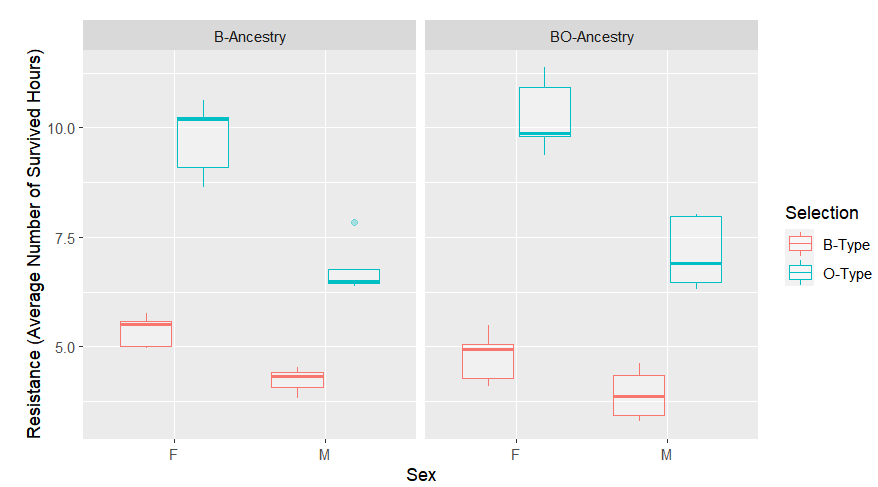 B-Ancestry
BO-Ancestry
Resistance (Average Number of Survived Hours)
10.0
7.5
5.0
F
M
F
M
Sex
Selection
B-Type
O-Type